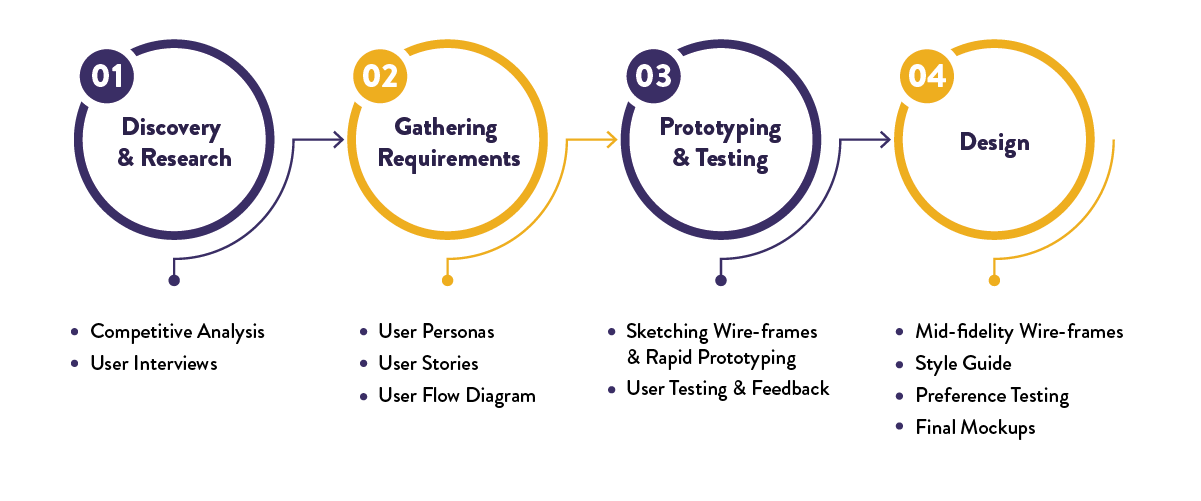 01
Discovery
& Research
02
Gathering
Requirements
03
Prototyping
& Testing
04
Design
• Competitive Analysis
• User Interviews
• User Personas
• User Stories
• User Flow Diagram
• Sketching Wire-frames
& Rapid Prototyping
• User Testing & Feedback
• Mid-fidelity Wire-frames
• Style Guide
• Preference Testing
• Final Mockups